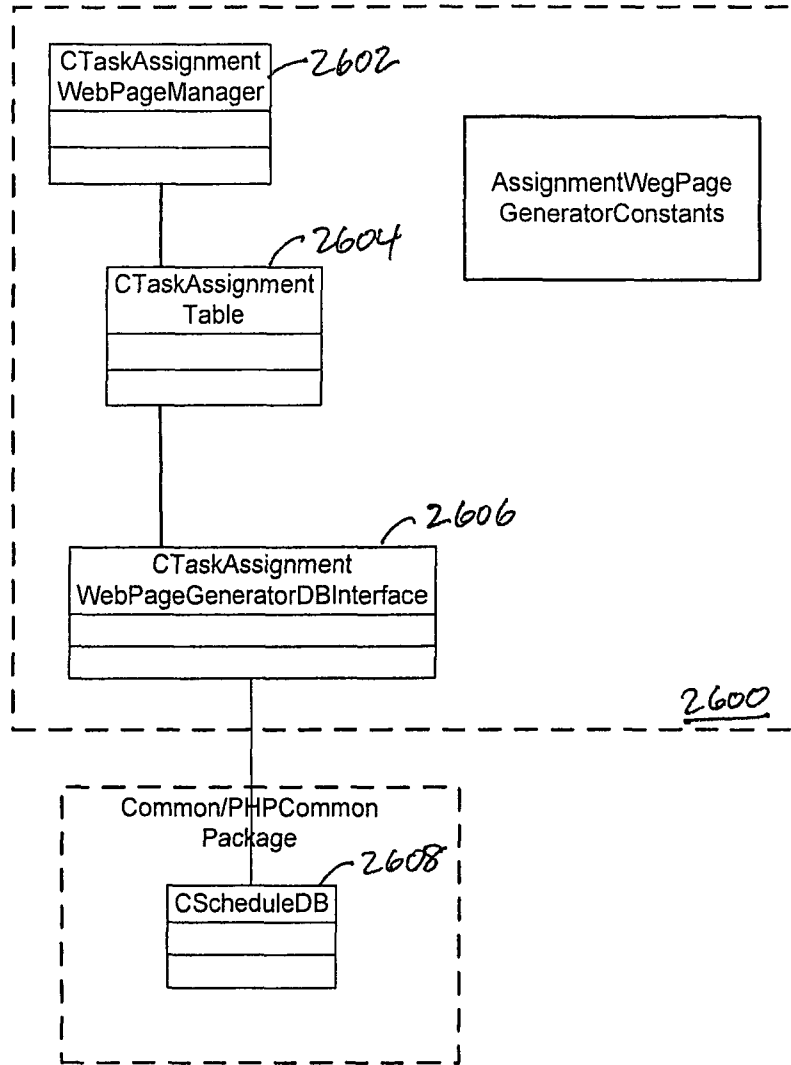 CTaskAssignment
WebPageManager
2602
AssignmentWegPage
GeneratorConstants
2604
CTaskAssignment
Table
2606
CTaskAssignment
WebPageGeneratorDBInterface
2600
Common/PHPCommon
Package
2608
CScheduleDB